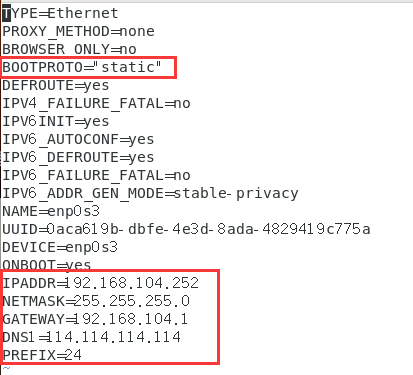 TYPE=Ethernet
PROXY_METHOD=none
BROWSER_ONLY=no
BOOTPROTO="static"
DEFROUTE=yes
IPV4_FAILURE_FATAL=no
IPV6INIT=yes
IPV6_AUTOCONF=yes
IPV6_DEFROUTE=yes
IPV6_FAILURE_FATAL=no
IPV6_ADDR_GEN_MODE=stable-privacy
NAME=enp0s3
UUID=0aca619b-dbfe-4e3d-8ada-4829419c775a
DEVICE=enp0s3
ONBOOT=yes
IPADDR=192.168.104.252
NETMASK=255.255.255.0
GATEWAY=192.168.104.1
DNS1=114.114.114.114
PREFIX=24
~